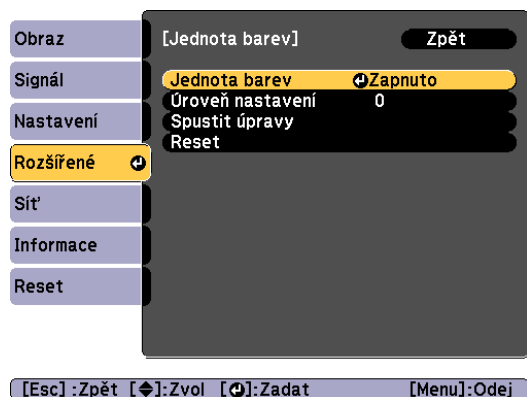 Obraz
Signál
Nastavení
Rozšířené
Síť
Informace
Reset
[Jednota barev]
Zpět
Jednota barev Zapnuto
Úroveň nastavení 0
Spustit úpravy
Reset
[Esc] :Zpět [◆]:Zvol [↵]:Zadat [Menu]:Odej